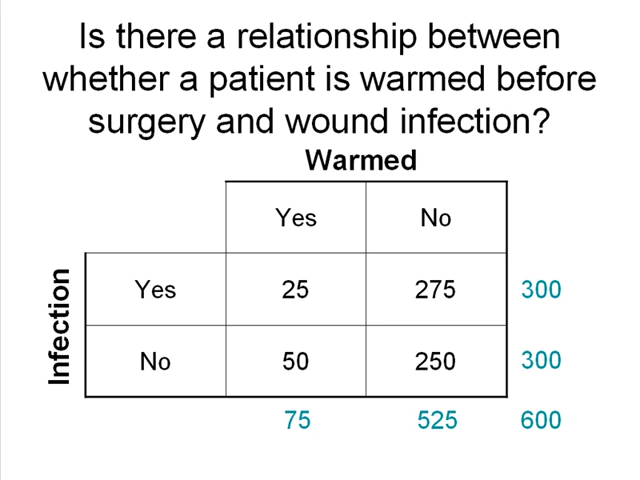 Is there a relationship between
whether a patient is warmed before
surgery and wound infection?
Warmed
Yes No
Infection
Yes 25 275 300
No 50 250 300
75 525 600